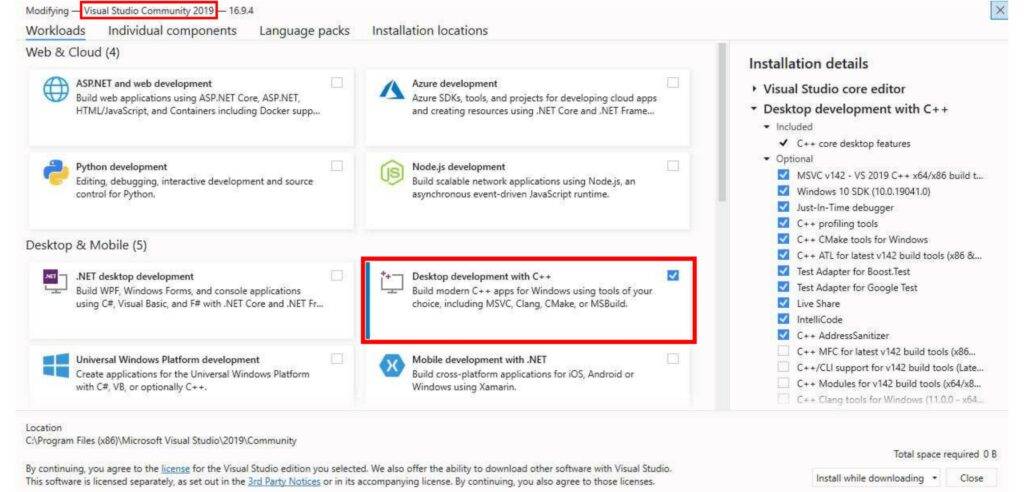 Modifying — Visual Studio Community 2019 — 16.9.4
Workloads Individual components Language packs Installation locations
Web & Cloud (4)
ASP.NET and web development
Build web applications using ASP.NET Core, ASP.NET,
HTML/JavaScript, and Containers including Docker supp...
Azure development
Azure SDKs, tools, and projects for developing cloud apps
and creating resources using .NET Core and .NET Frame...
Python development
Editing, debugging, interactive development and source
control for Python.
Node.js development
Build scalable network applications using Node.js, an
asynchronous event-driven JavaScript runtime.
Desktop & Mobile (5)
.NET
.NET desktop development
Build WPF, Windows Forms, and console applications
using C#, Visual Basic, and F# with .NET Core and .NET Fr...
Desktop development with C++
Build modern C++ apps for Windows using tools of your
choice, including MSVC, Clang, CMake, or MSBuild.
Universal Windows Platform development
Create applications for the Universal Windows Platform
with C#, VB, or optionally C++.
Mobile development with .NET
Build cross-platform applications for iOS, Android or
Windows using Xamarin.
Installation details
Visual Studio core editor
Desktop development with C++
Included
C++ core desktop features
Optional
MSVC v142 - VS 2019 C++ x64/x86 build t...
Windows 10 SDK (10.0.19041.0)
Just-In-Time debugger
C++ profiling tools
C++ CMake tools for Windows
C++ ATL for latest v142 build tools (x86 &...
Test Adapter for Boost.Test
Test Adapter for Google Test
Live Share
IntelliCode
C++ AddressSanitizer
C++ MFC for latest v142 build tools (x86...
C++/CLI support for v142 build tools (Late...
C++ Modules for v142 build tools (x64/x8...
C++ Clang tools for Windows (11.0.0 - x64...
Location
C:\Program Files (x86)\Microsoft Visual Studio\2019\Community
By continuing, you agree to the license for the Visual Studio edition you selected. We also offer the ability to download other software with Visual Studio.
This software is licensed separately, as set out in the 3rd Party Notices or in its accompanying license. By continuing, you also agree to those licenses.
Total space required 0 B
Install while downloading
Close